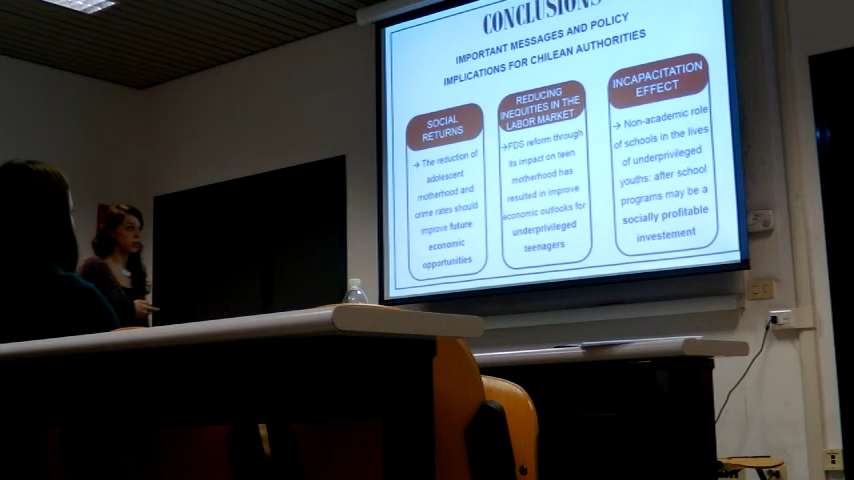 CONCLUSIONS
IMPORTANT MESSAGES AND POLICY
IMPLICATIONS FOR CHILEAN AUTHORITIES
SOCIAL
RETURNS
→ The reduction of
adolescent
motherhood and
crime rates should
improve future
economic
opportunities
REDUCING
INEQUITIES IN THE
LABOR MARKET
→FDS reform through
its impact on teen
motherhood has
resulted in improve
economic outlooks for
underprivileged
teenagers
INCAPACITATION
EFFECT
→ Non-academic role
of schools in the lives
of underprivileged
youths: after school
programs may be a
socially profitable
investement